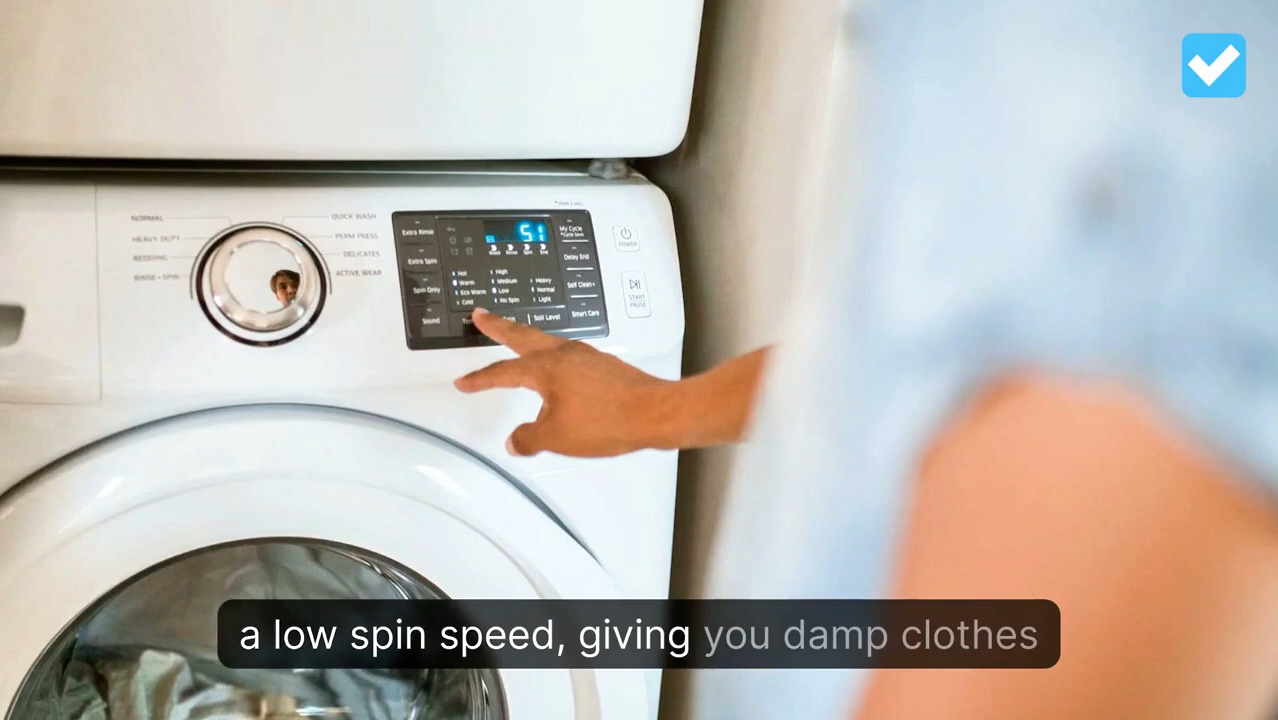 NORMAL
HEAVY DUTY
BEDDING
RINSE+SPIN
QUICK WASH
PERM PRESS
DELICATES
ACTIVE WEAR
Extra Rinse
Extra Spin
Spin Only
Sound
My Cycle
Delay End
Self Clean+
Smart Care
Wash Rinse Spin End
Hot High
Warm Medium Heavy
Eco Warm Low Normal
Cold No Spin Light
Soil Level
POWER
START
PAUSE
a low spin speed, giving you damp clothes